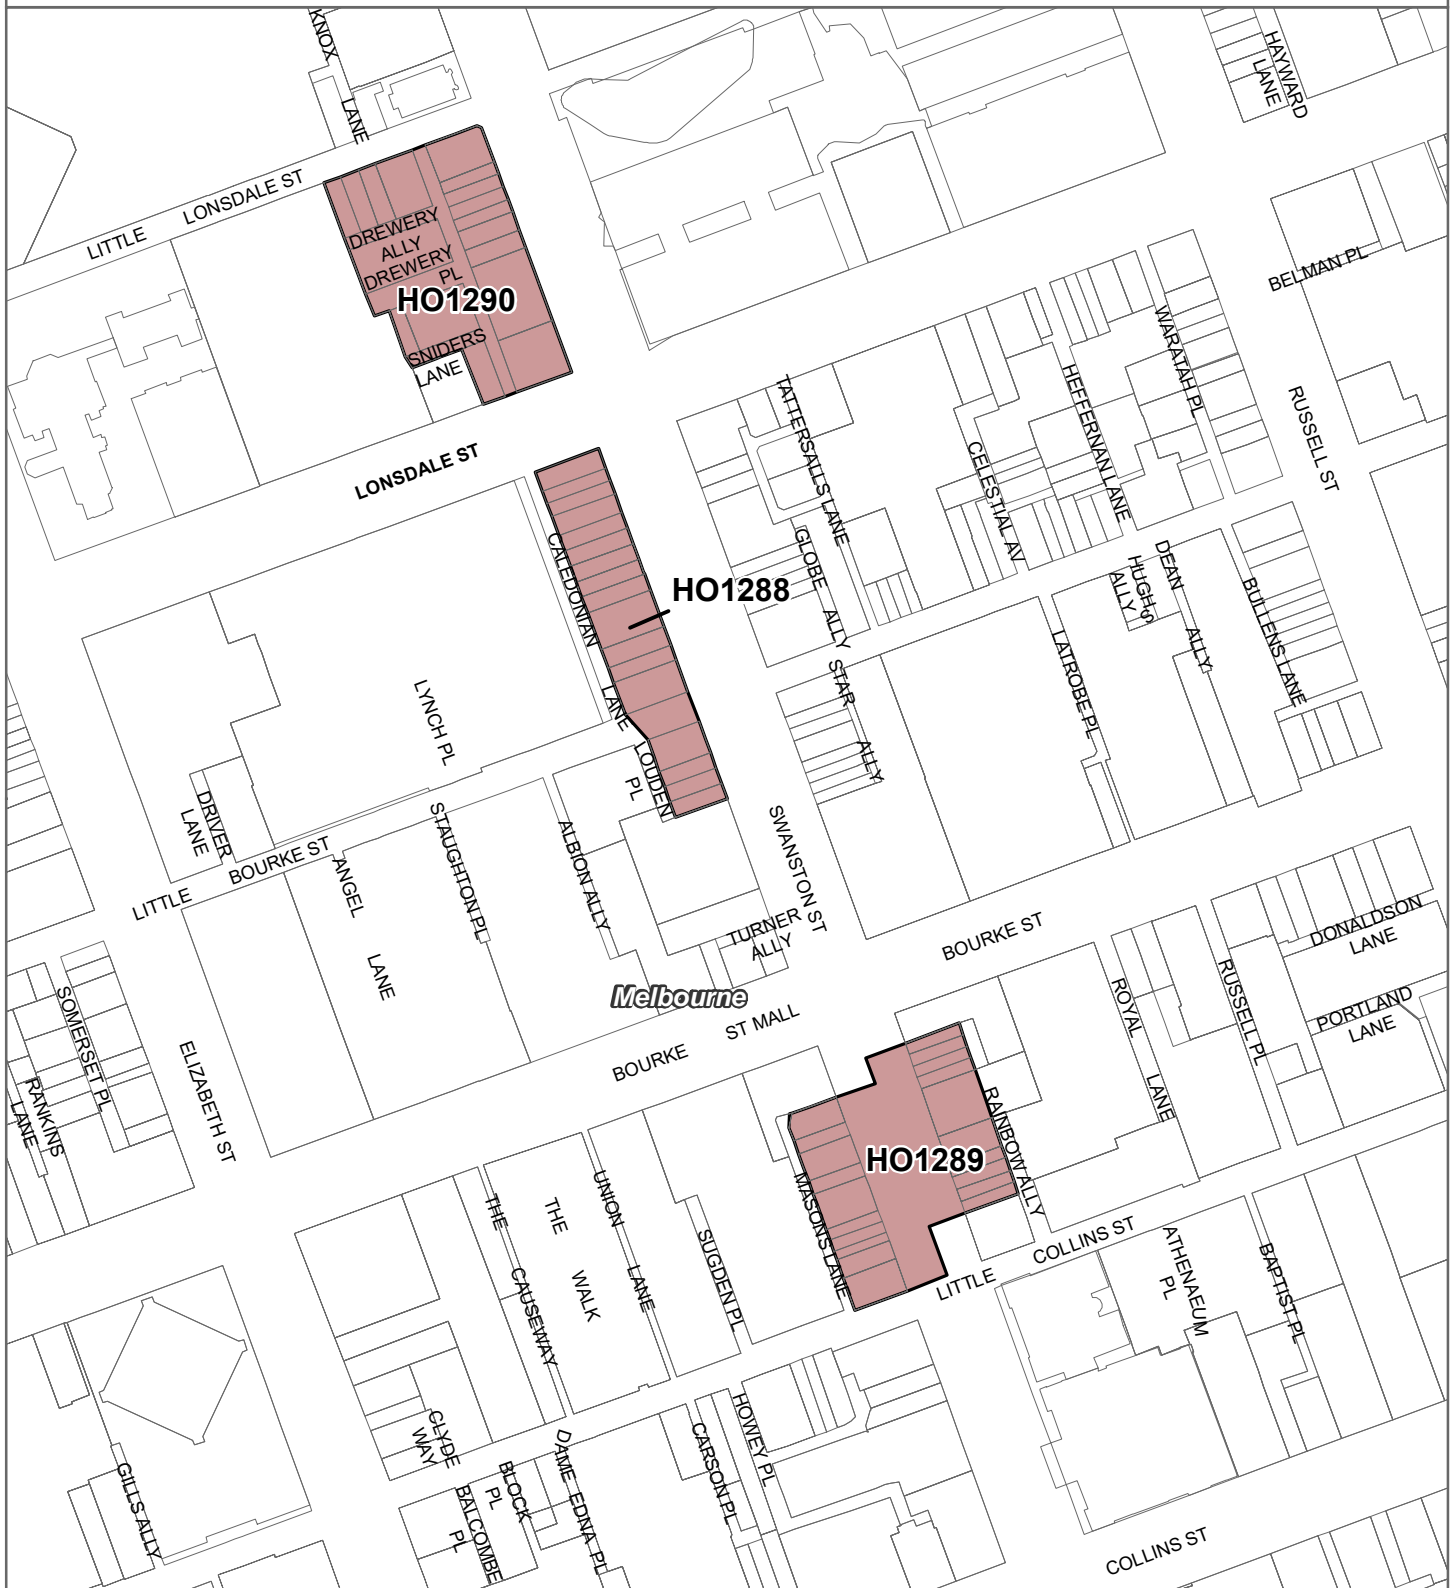 KNOX
LANE
HAYWARD
LANE
LITTLE
LONSDALE ST
DREWERY
ALLY
DREWERY
PL
HO1290
SNIDERS
LANE
BELMAN PL
WARATAH PL
RUSSELL ST
HEFFERNAN LANE
TATTERSALLS LANE
CELESTIAL AV
LONSDALE ST
CALEDONIAN
LANE
HO1288
GLOBE
ALLY
HUGHS
ALLY
DEAN
ALLY
BULLENS LANE
LATROBE PL
STAR
ALLY
LYNCH PL
LOUDEN
PL
DRIVER
LANE
STAUGHTON PL
ALBION ALLY
SWANSTON ST
LITTLE
BOURKE ST
ANGEL
LANE
TURNER
ALLY
BOURKE ST
DONALDSON
LANE
RUSSELL PL
PORTLAND
LANE
ROYAL
LANE
SOMERSET PL
Melbourne
BOURKE
ST MALL
ELIZABETH ST
RANKINS
LANE
RAINBOW ALLY
HO1289
MASONS LANE
THE
CAUSEWAY
THE
WALK
UNION
LANE
SUGDEN PL
LITTLE
COLLINS ST
ATHENAEUM
PL
BAPTIST PL
CLYDE
WAY
HOWEY PL
CARSON PL
DAME EDNA PL
BLOCK
PL
BALCOMBE
PL
GILLS ALLY
COLLINS ST